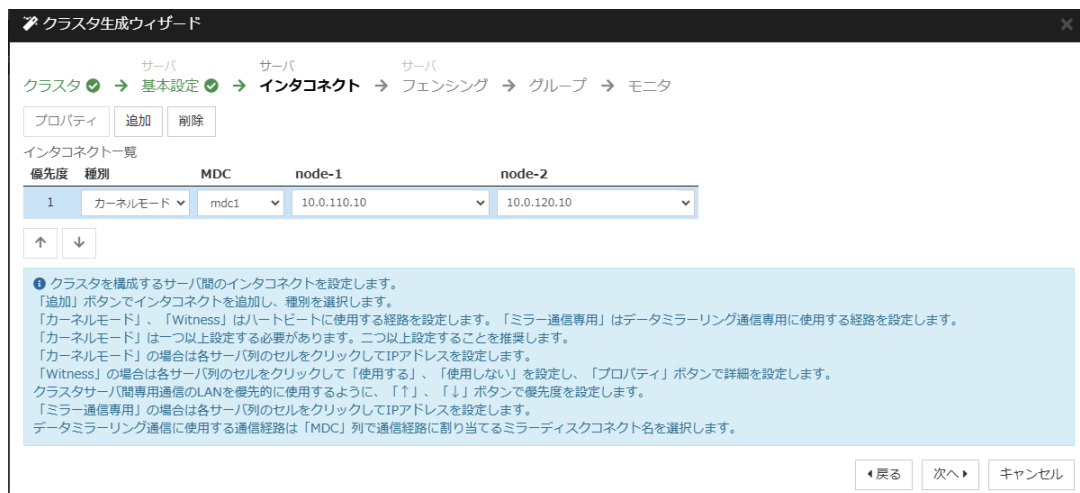 クラスタ生成ウィザード
サーバ サーバ サーバ
クラスタ → 基本設定 → インタコネクト → フェンシング → グループ → モニタ
プロパティ 追加 削除
インタコネクト一覧
優先度 種別 MDC node-1 node-2
1 カーネルモード mdc1 10.0.110.10 10.0.120.10
↑ ↓
クラスタを構成するサーバ間のインタコネクトを設定します。
「追加」ボタンでインタコネクトを追加し、種別を選択します。
「カーネルモード」、「Witness」はハートビートに使用する経路を設定します。「ミラー通信専用」はデータミラーリング通信専用に使用する経路を設定します。
「カーネルモード」は一つ以上設定する必要があります。二つ以上設定することを推奨します。
「カーネルモード」の場合は各サーバ列のセルをクリックしてIPアドレスを設定します。
「Witness」の場合は各サーバ列のセルをクリックして「使用する」、「使用しない」を設定し、「プロパティ」ボタンで詳細を設定します。
クラスタサーバ間専用通信のLANを優先的に使用するように、「↑」、「↓」ボタンで優先度を設定します。
「ミラー通信専用」の場合は各サーバ列のセルをクリックしてIPアドレスを設定します。
データミラーリング通信に使用する通信経路は「MDC」列で通信経路に割り当てるミラーディスクコネクト名を選択します。
戻る 次へ キャンセル